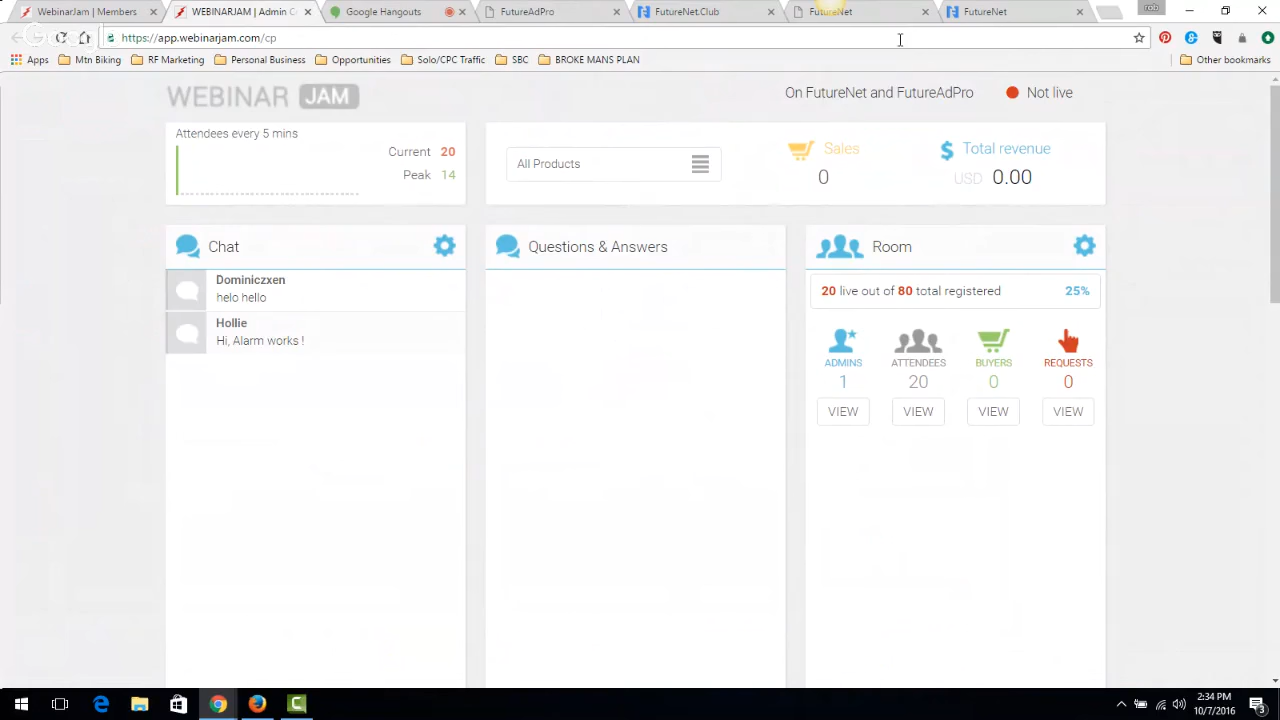 WebinarJam | Members
WEBINARJAM | Admin C
Google Hangouts
FutureAdPro
FutureNet.Club
FutureNet
FutureNet
rob
https://app.webinarjam.com/cp
Apps
Mtn Biking
RF Marketing
Personal Business
Opportunities
Solo/CPC Traffic
SBC
BROKE MANS PLAN
Other bookmarks
WEBINAR JAM
On FutureNet and FutureAdPro
Not live
Attendees every 5 mins
Current 20
Peak 14
All Products
Sales
0
Total revenue
USD 0.00
Chat
Dominiczxen
helo hello
Hollie
Hi, Alarm works !
Questions & Answers
Room
20 live out of 80 total registered 25%
ADMINS ATTENDEES BUYERS REQUESTS
1 20 0 0
VIEW VIEW VIEW VIEW
2:34 PM
10/7/2016
3